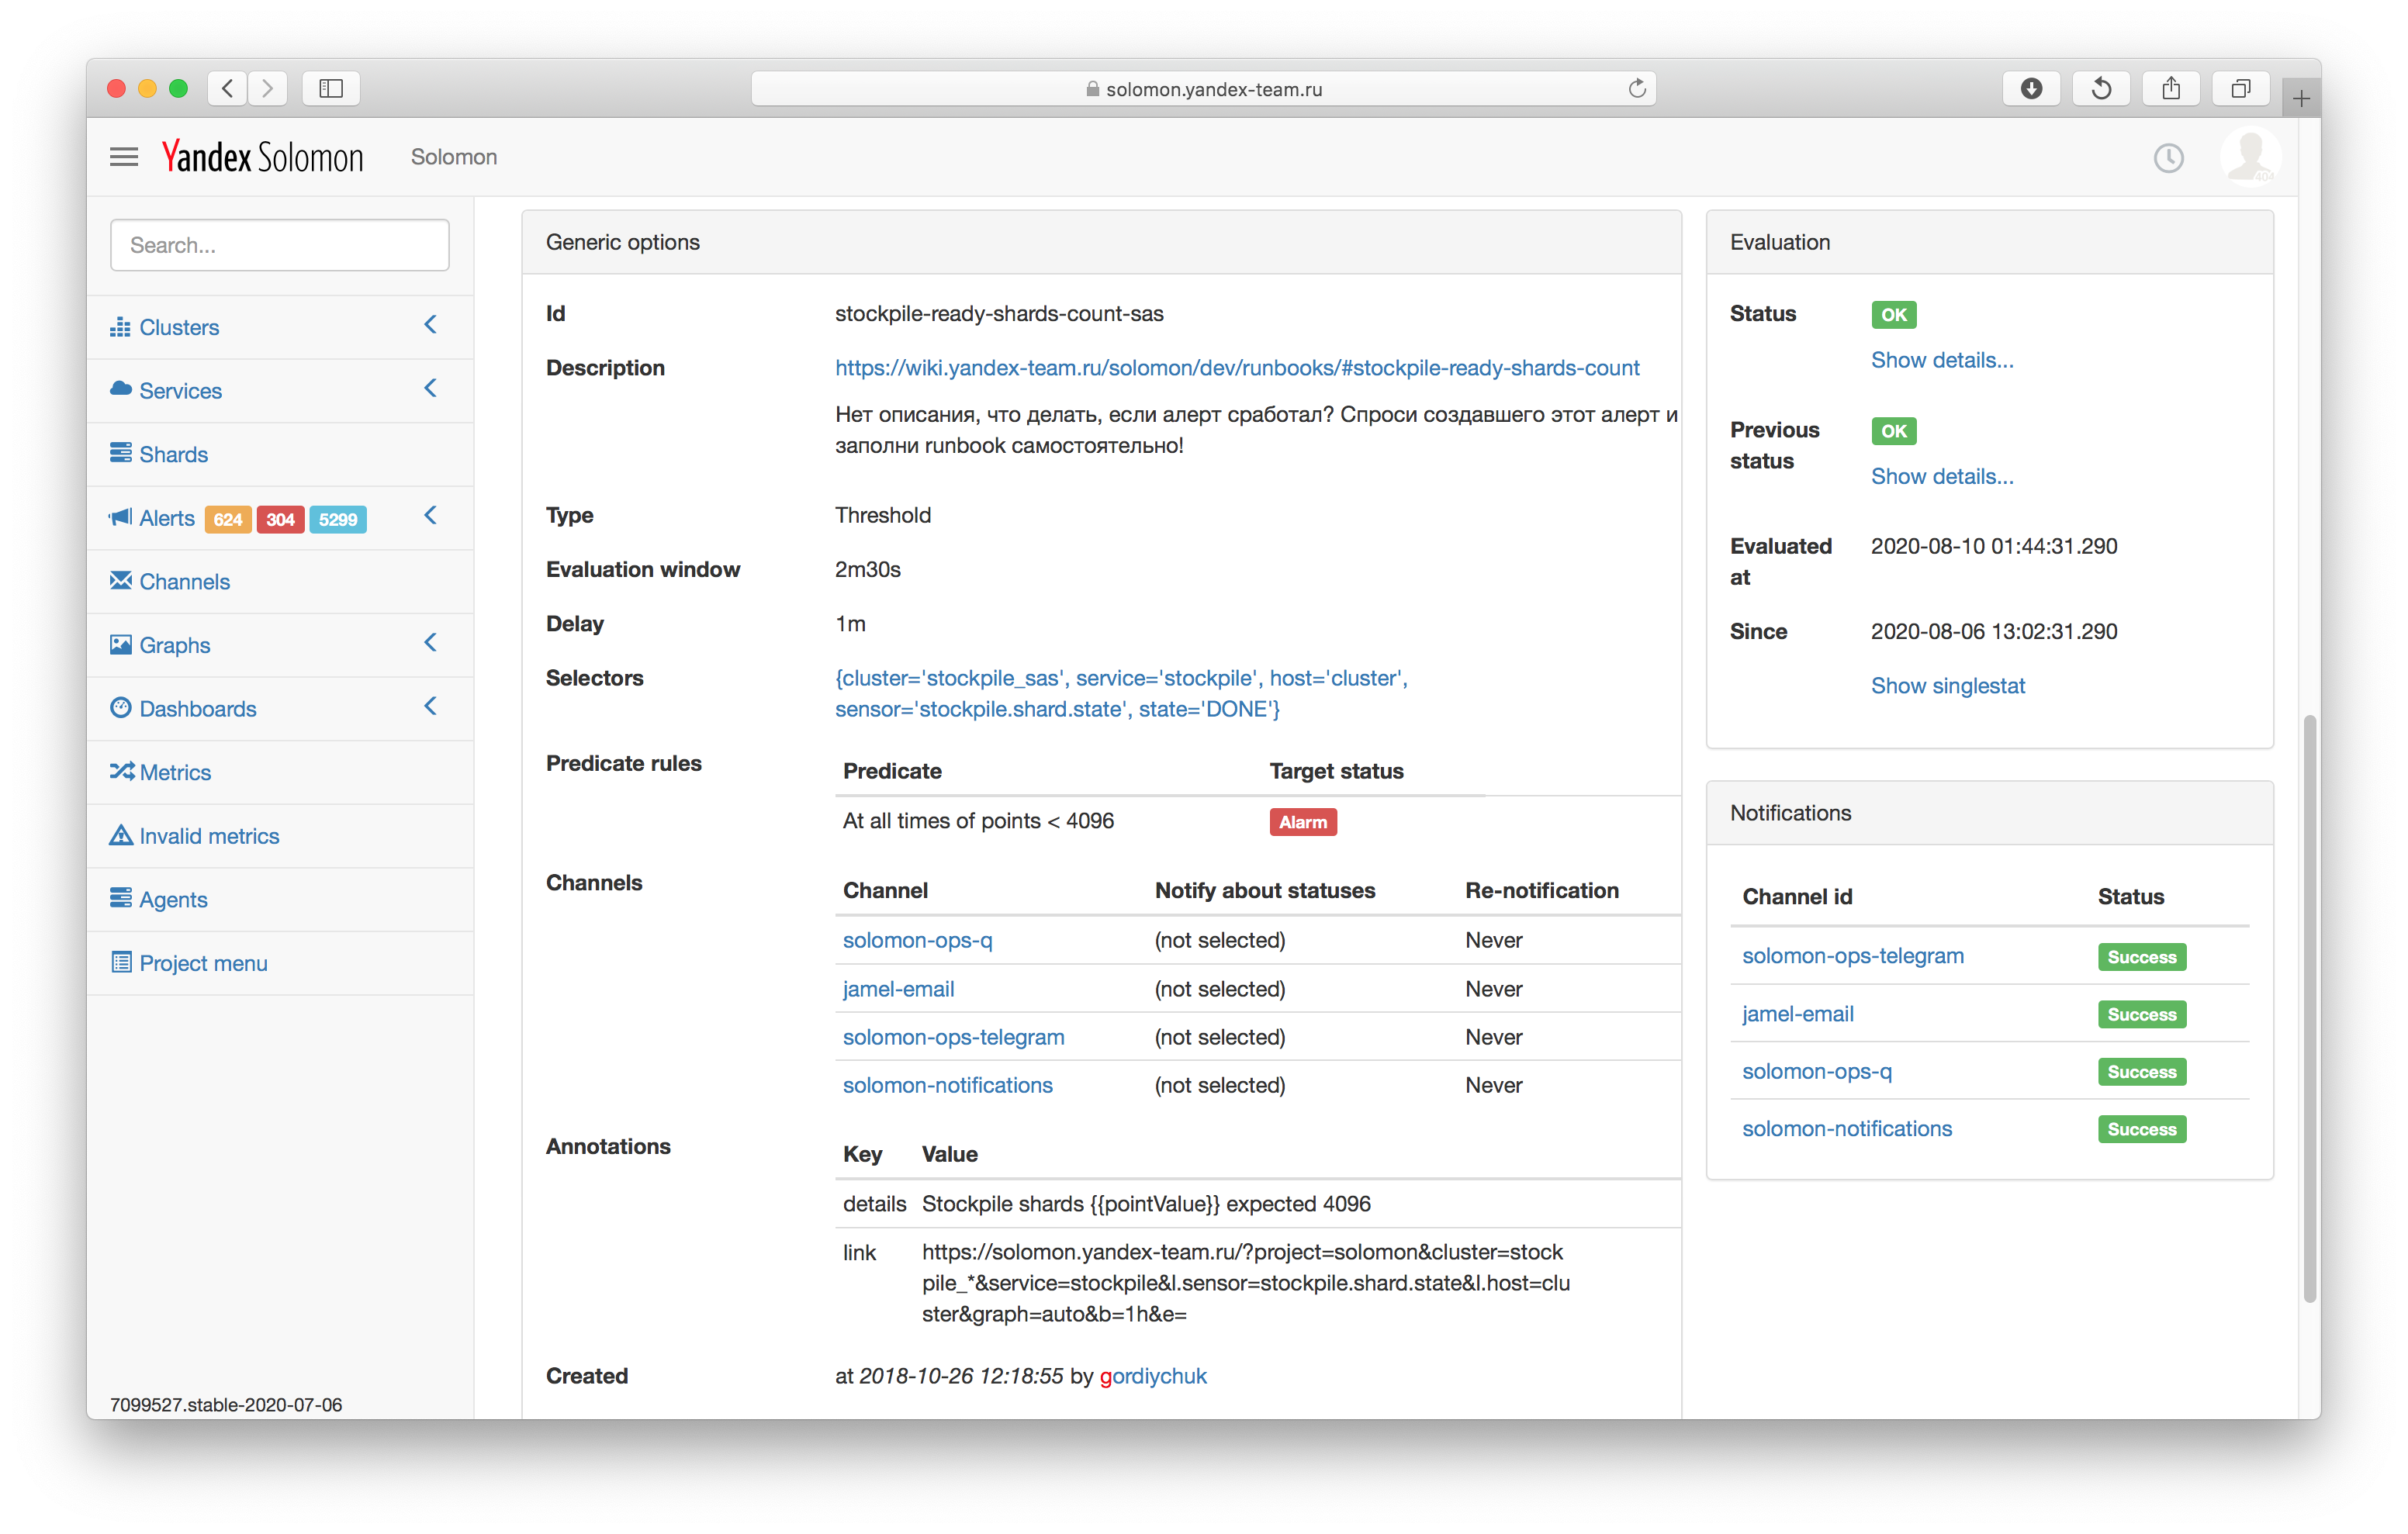 solomon.yandex-team.ru
Yandex Solomon
Solomon
404
Search...
Clusters
Services
Shards
Alerts 624 304 5299
Channels
Graphs
Dashboards
Metrics
Invalid metrics
Agents
Project menu
7099527.stable-2020-07-06
Generic options
Id stockpile-ready-shards-count-sas
Description https://wiki.yandex-team.ru/solomon/dev/runbooks/#stockpile-ready-shards-count
Нет описания, что делать, если алерт сработал? Спроси создавшего этот алерт и
заполни runbook самостоятельно!
Type Threshold
Evaluation window 2m30s
Delay 1m
Selectors {cluster='stockpile_sas', service='stockpile', host='cluster',
sensor='stockpile.shard.state', state='DONE'}
Predicate rules
Predicate Target status
At all times of points < 4096 Alarm
Channels
Channel Notify about statuses Re-notification
solomon-ops-q (not selected) Never
jamel-email (not selected) Never
solomon-ops-telegram (not selected) Never
solomon-notifications (not selected) Never
Annotations
Key Value
details Stockpile shards {{pointValue}} expected 4096
link https://solomon.yandex-team.ru/?project=solomon&cluster=stock
pile_*&service=stockpile&l.sensor=stockpile.shard.state&l.host=clu
ster&graph=auto&b=1h&e=
Created at 2018-10-26 12:18:55 by gordiychuk
Evaluation
Status OK
Show details...
Previous
status OK
Show details...
Evaluated
at 2020-08-10 01:44:31.290
Since 2020-08-06 13:02:31.290
Show singlestat
Notifications
Channel id Status
solomon-ops-telegram Success
jamel-email Success
solomon-ops-q Success
solomon-notifications Success